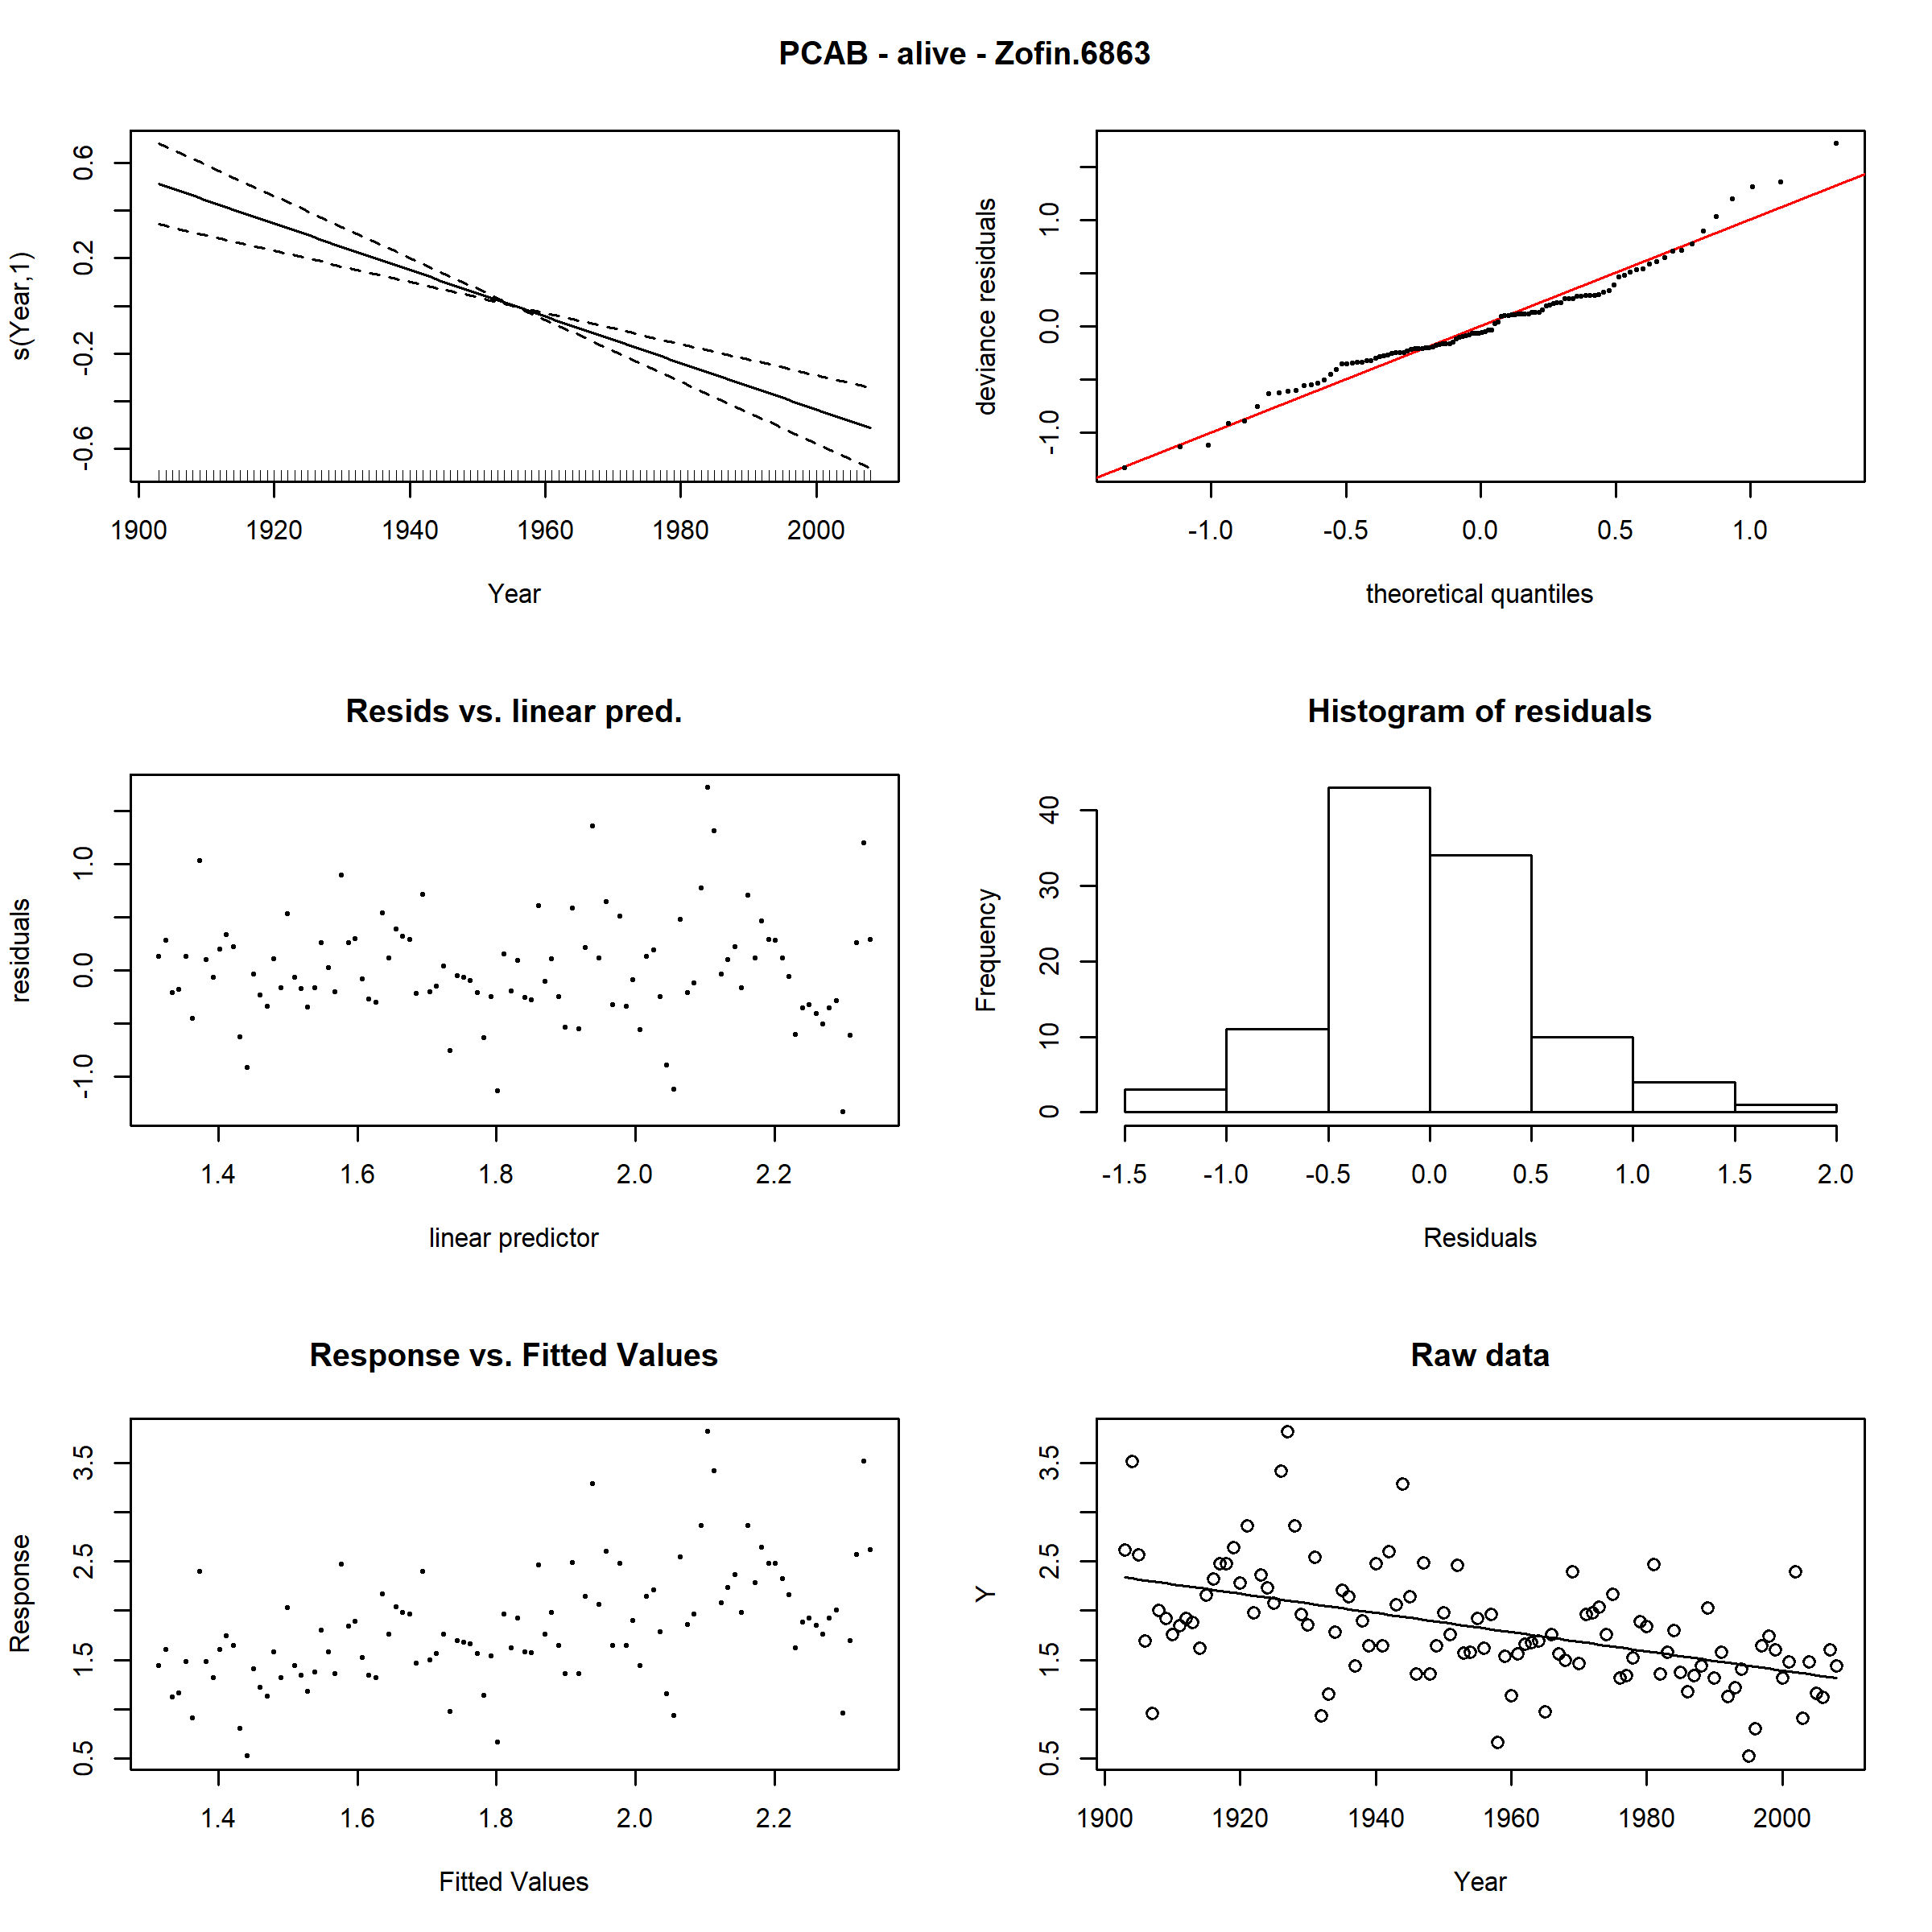 PCAB - alive - Zofin.6863
s(Year,1)
-0.6 -0.2 0.2 0.6
1900 1920 1940 1960 1980 2000
Year
deviance residuals
-1.0 0.0 1.0
-1.0 -0.5 0.0 0.5 1.0
theoretical quantiles
Resids vs. linear pred.
residuals
-1.0 0.0 1.0
1.4 1.6 1.8 2.0 2.2
linear predictor
Histogram of residuals
Frequency
0 10 20 30 40
-1.5 -1.0 -0.5 0.0 0.5 1.0 1.5 2.0
Residuals
Response vs. Fitted Values
Response
0.5 1.5 2.5 3.5
1.4 1.6 1.8 2.0 2.2
Fitted Values
Raw data
Y
0.5 1.5 2.5 3.5
1900 1920 1940 1960 1980 2000
Year